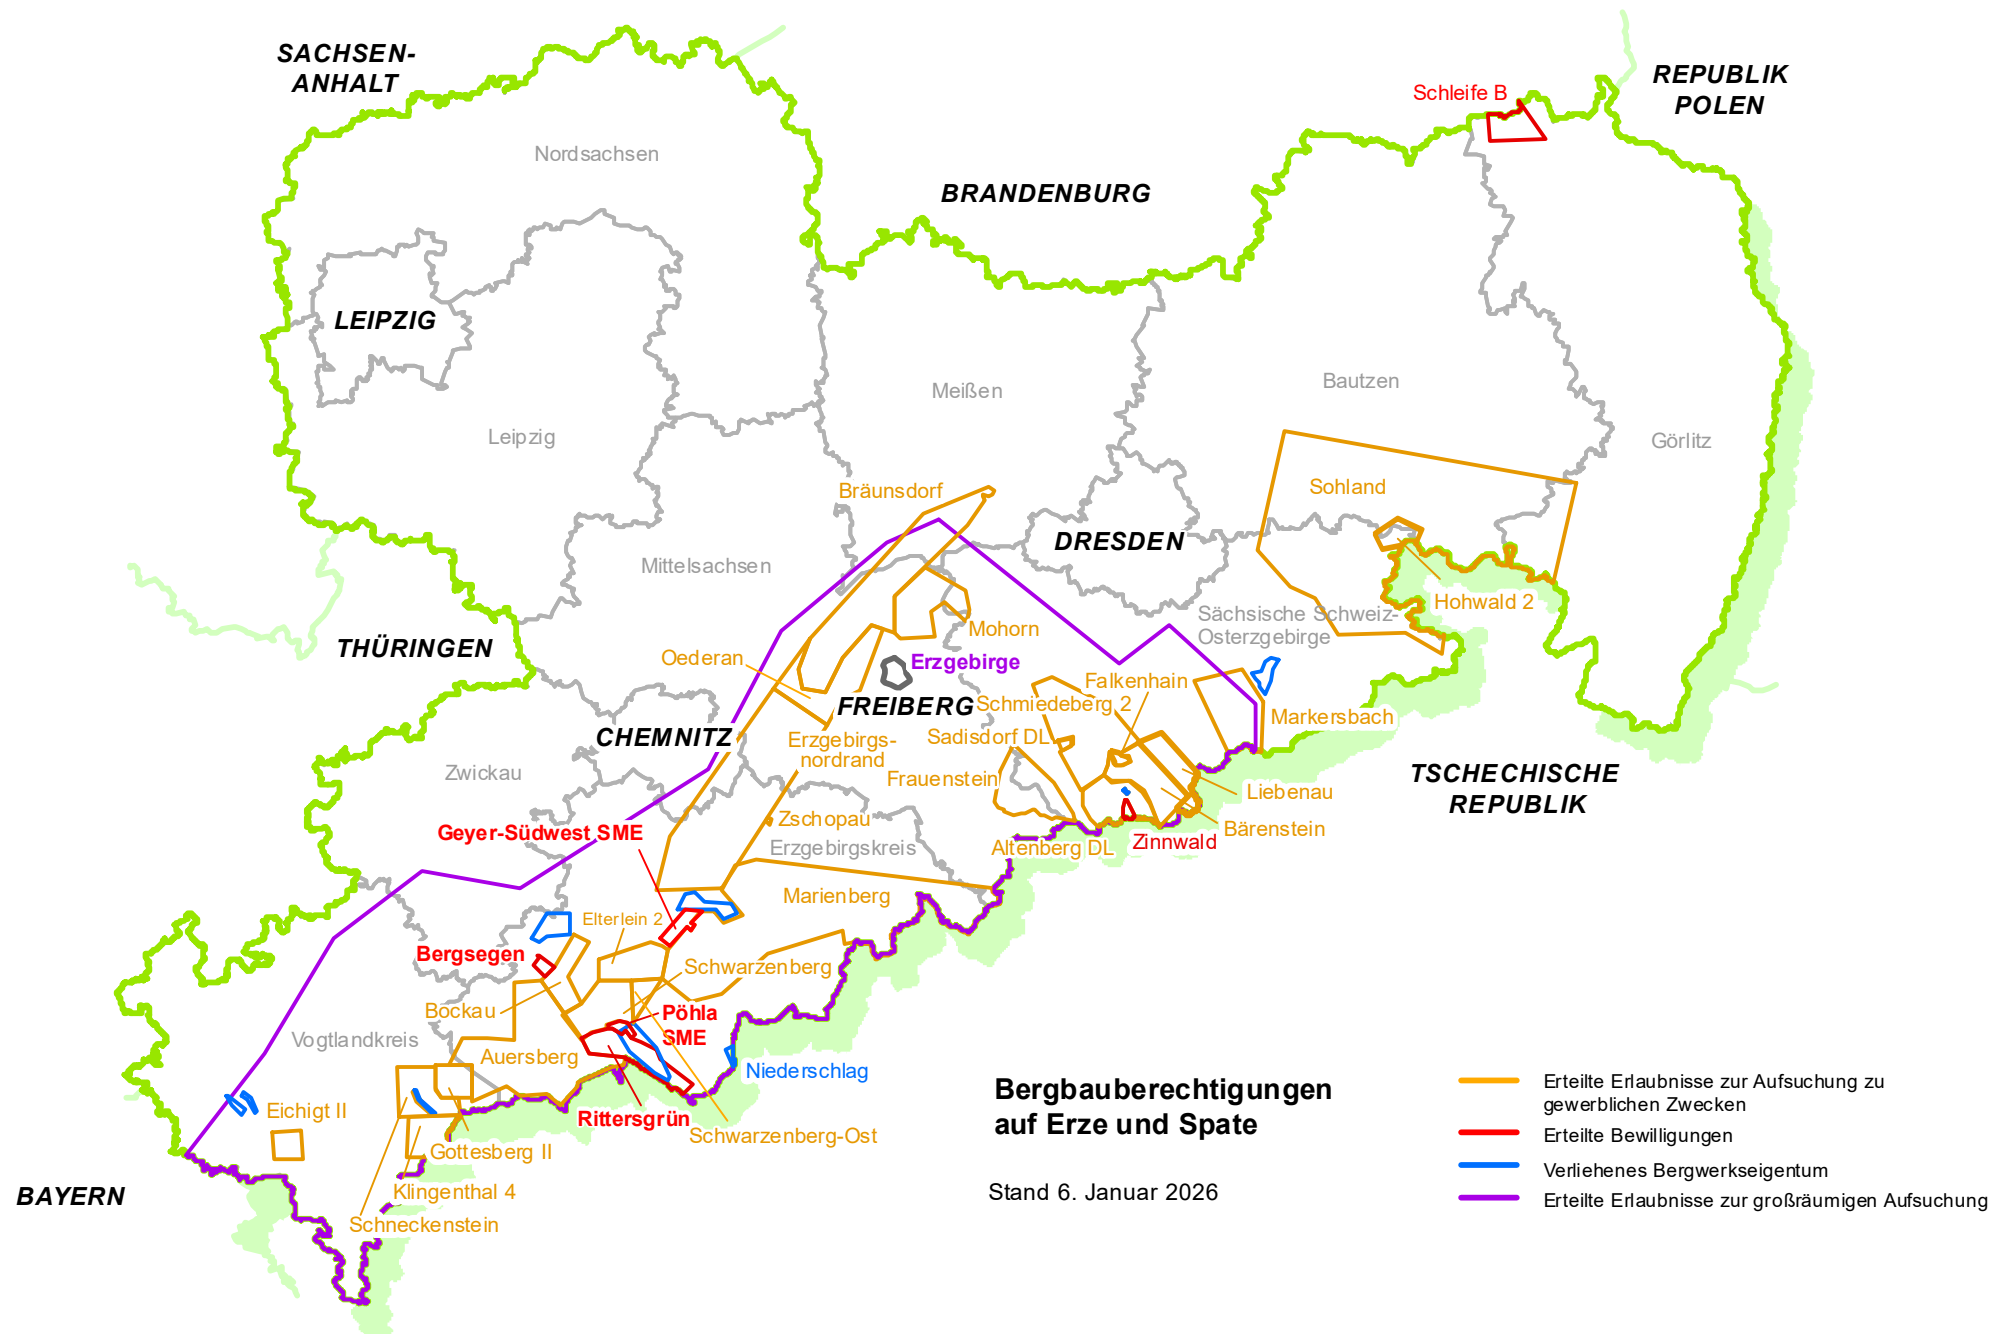 SACHSEN-
ANHALT
REPUBLIK
POLEN
Schleife B
Nordsachsen
BRANDENBURG
LEIPZIG
Meißen
Bautzen
Leipzig
Görlitz
Bräunsdorf
Sohland
DRESDEN
Mittelsachsen
Hohwald 2
Sächsische Schweiz-
Osterzgebirge
Mohorn
THÜRINGEN
Oederan
Erzgebirge
Falkenhain
FREIBERG
Schmiedeberg 2
Markersbach
CHEMNITZ
Erzgebirgs-
nordrand
Sadisdorf DL
Zwickau
Frauenstein
TSCHECHISCHE
REPUBLIK
Liebenau
Zschopau
Bärenstein
Geyer-Südwest SME
Erzgebirgskreis
Altenberg DL
Zinnwald
Marienberg
Elterlein 2
Bergsegen
Schwarzenberg
Bockau
Pöhla
SME
Vogtlandkreis
Auersberg
Niederschlag
Eichigt II
Rittersgrün
Schwarzenberg-Ost
Gottesberg II
Klingenthal 4
Schneckenstein
BAYERN
Bergbauberechtigungen
auf Erze und Spate
Stand 6. Januar 2026
Erteilte Erlaubnisse zur Aufsuchung zu
gewerblichen Zwecken
Erteilte Bewilligungen
Verliehenes Bergwerkseigentum
Erteilte Erlaubnisse zur großräumigen Aufsuchung